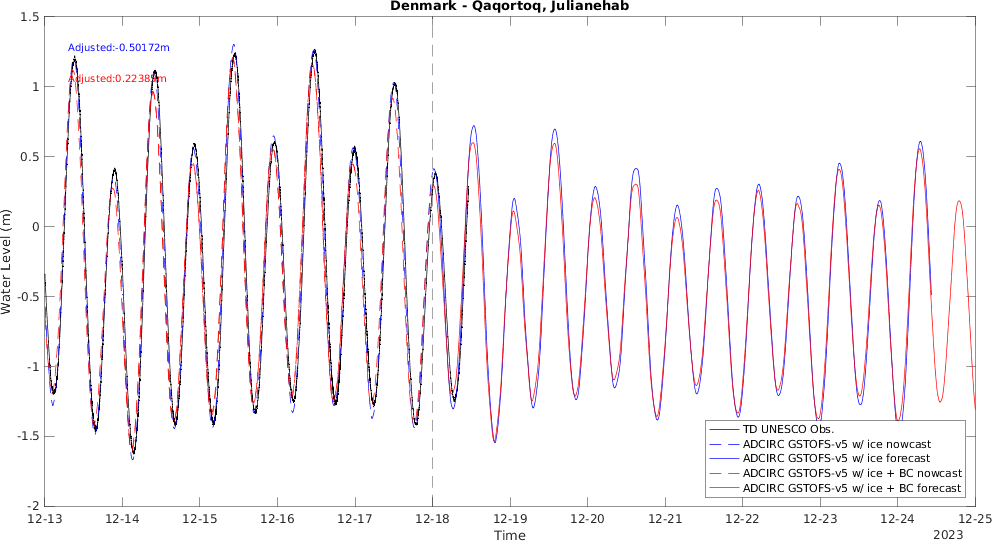 Denmark - Qaqortoq, Julianehab
Adjusted:-0.50172m
Adjusted:0.22385m
1.5
1
0.5
0
-0.5
-1
-1.5
-2
Water Level (m)
TD UNESCO Obs.
ADCIRC GSTOFS-v5 w/ ice nowcast
ADCIRC GSTOFS-v5 w/ ice forecast
ADCIRC GSTOFS-v5 w/ ice + BC nowcast
ADCIRC GSTOFS-v5 w/ ice + BC forecast
12-13 12-14 12-15 12-16 12-17 12-18 12-19 12-20 12-21 12-22 12-23 12-24 12-25
Time
2023